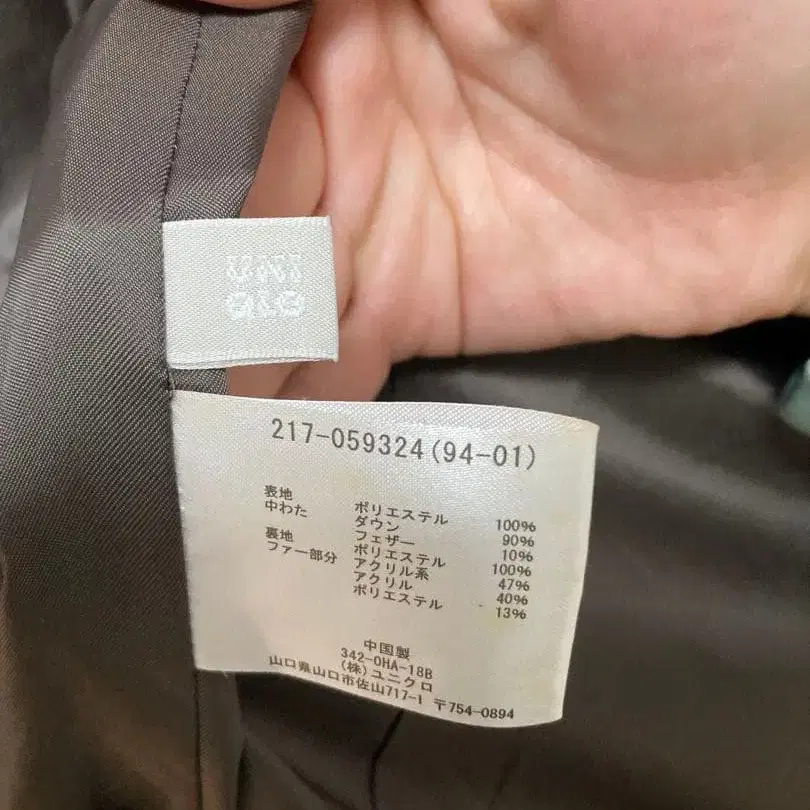 217-059324(94-01)
表地 ポリエステル 100%
中わた ダウン 90%
フェザー 10%
裏地 ポリエステル 100%
ファー部分 アクリル系 47%
アクリル 40%
ポリエステル 13%
中国製
342-OHA-18B
(株)ユニクロ
山口県山口市佐山717-1 〒754-0894